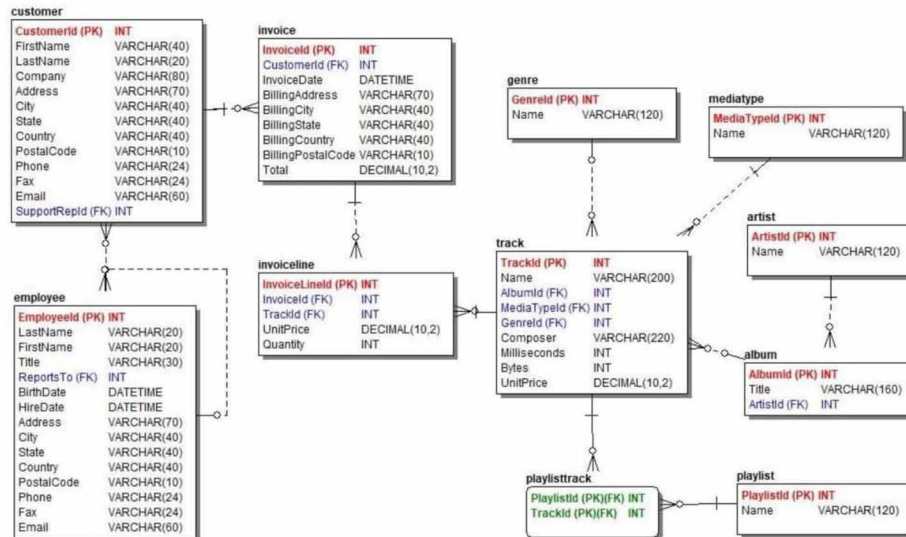 customer
CustomerId (PK) INT
FirstName VARCHAR(40)
LastName VARCHAR(20)
Company VARCHAR(80)
Address VARCHAR(70)
City VARCHAR(40)
State VARCHAR(40)
Country VARCHAR(40)
PostalCode VARCHAR(10)
Phone VARCHAR(24)
Fax VARCHAR(24)
Email VARCHAR(60)
SupportRepId (FK) INT
invoice
InvoiceId (PK) INT
CustomerId (FK) INT
InvoiceDate DATETIME
BillingAddress VARCHAR(70)
BillingCity VARCHAR(40)
BillingState VARCHAR(40)
BillingCountry VARCHAR(40)
BillingPostalCode VARCHAR(10)
Total DECIMAL(10,2)
genre
GenreId (PK) INT
Name VARCHAR(120)
mediatype
MediaTypeId (PK) INT
Name VARCHAR(120)
artist
ArtistId (PK) INT
Name VARCHAR(120)
employee
EmployeeId (PK) INT
LastName VARCHAR(20)
FirstName VARCHAR(20)
Title VARCHAR(30)
ReportsTo (FK) INT
BirthDate DATETIME
HireDate DATETIME
Address VARCHAR(70)
City VARCHAR(40)
State VARCHAR(40)
Country VARCHAR(40)
PostalCode VARCHAR(10)
Phone VARCHAR(24)
Fax VARCHAR(24)
Email VARCHAR(60)
invoiceline
InvoiceLineId (PK) INT
InvoiceId (FK) INT
TrackId (FK) INT
UnitPrice DECIMAL(10,2)
Quantity INT
track
TrackId (PK) INT
Name VARCHAR(200)
AlbumId (FK) INT
MediaTypeId (FK) INT
GenreId (FK) INT
Composer VARCHAR(220)
Milliseconds INT
Bytes INT
UnitPrice DECIMAL(10,2)
album
AlbumId (PK) INT
Title VARCHAR(160)
ArtistId (FK) INT
playlisttrack
PlaylistId (PK)(FK) INT
TrackId (PK)(FK) INT
playlist
PlaylistId (PK) INT
Name VARCHAR(120)